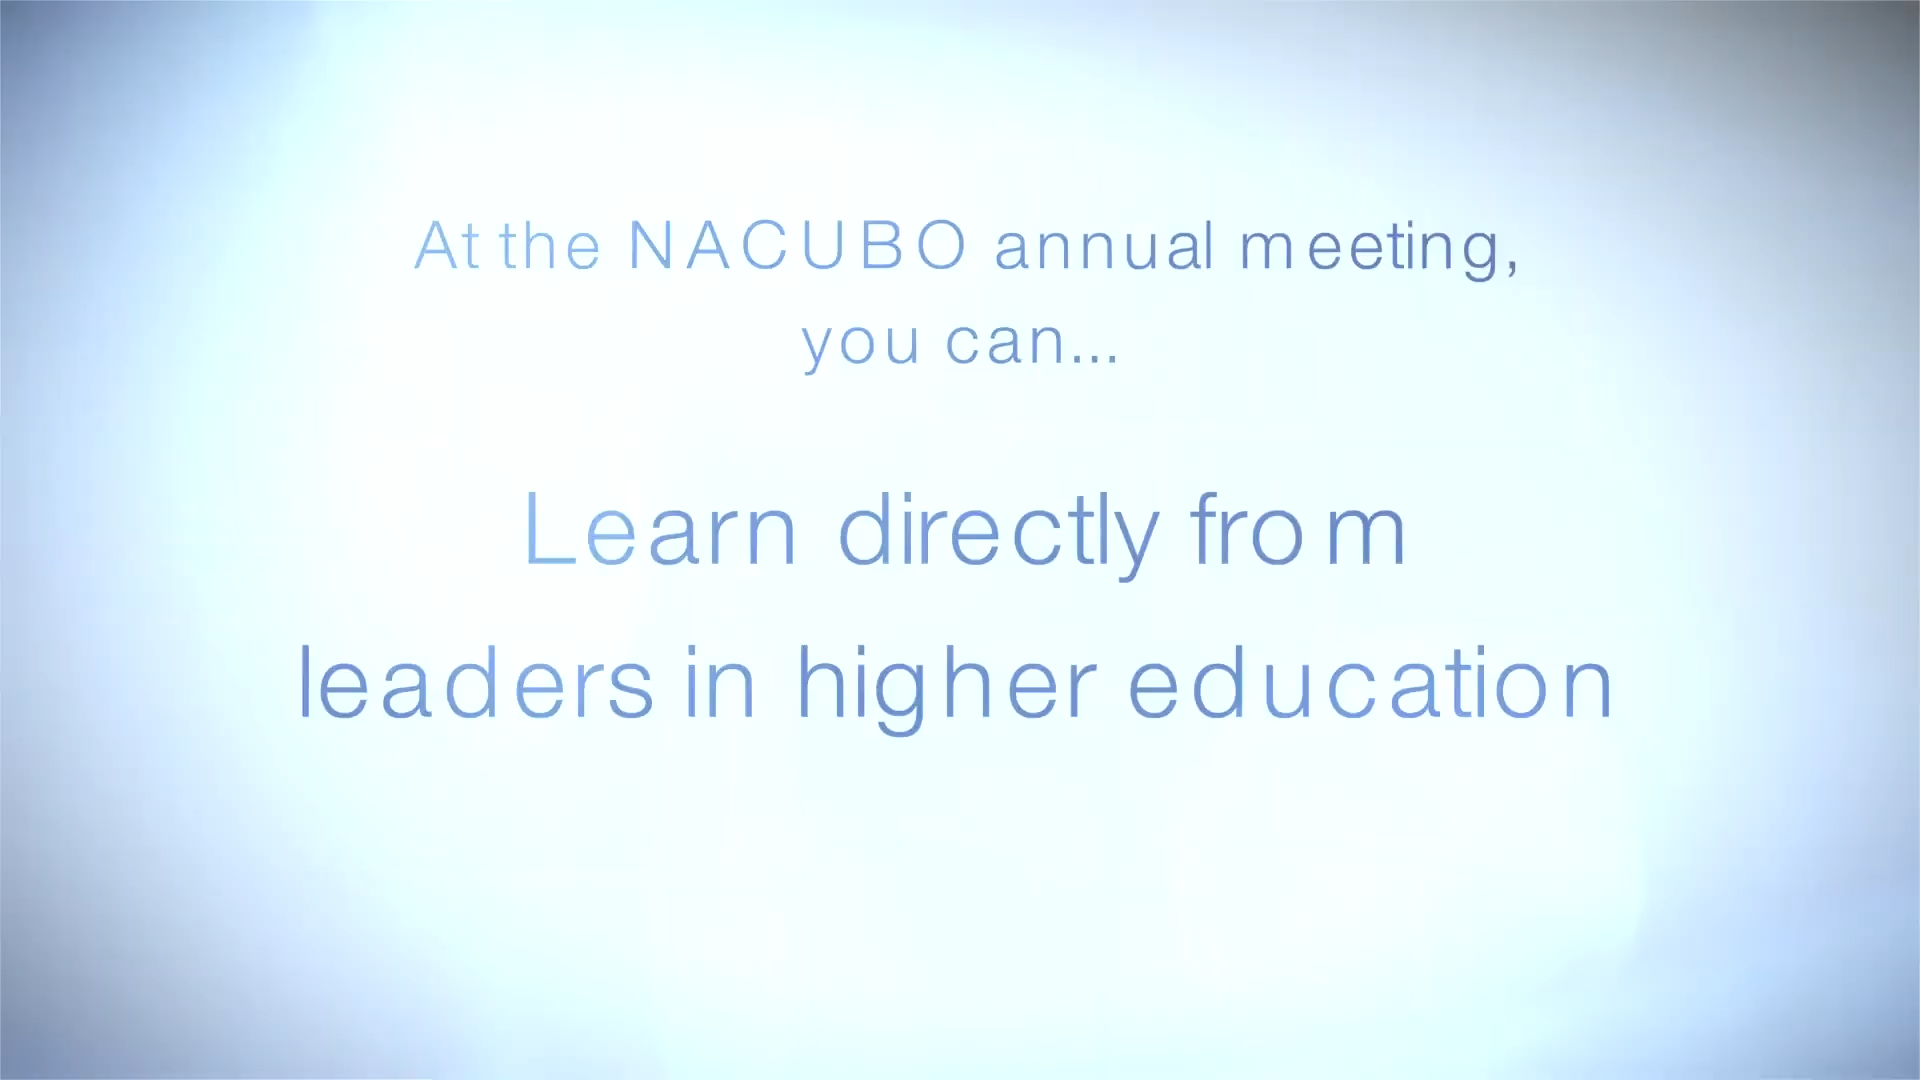 At the NACUBO annual meeting,
you can...
Learn directly from
leaders in higher education